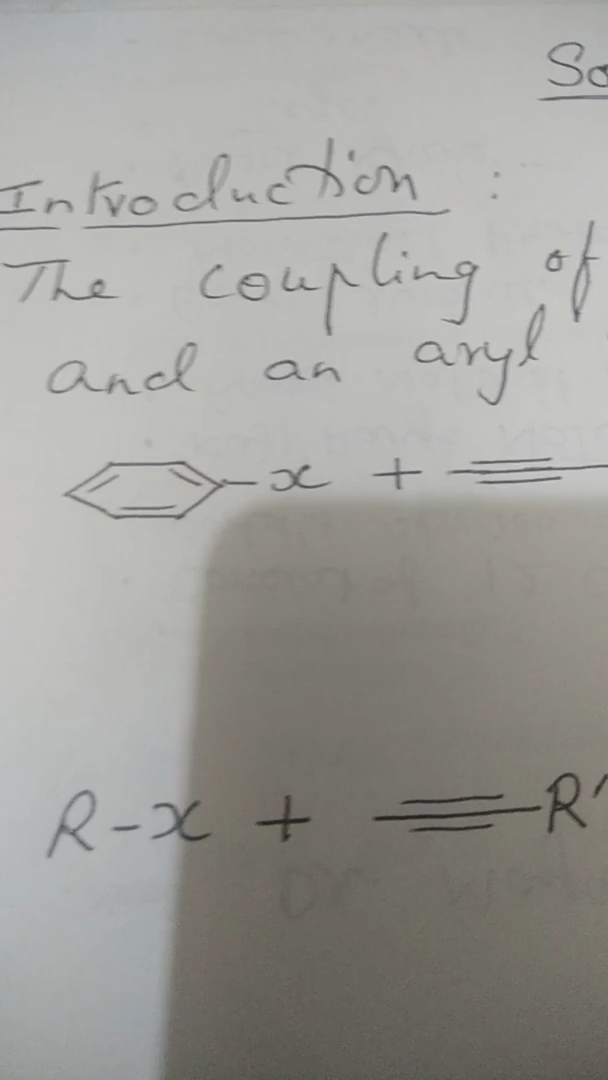 So
Introduction :
The coupling of
and an aryl
-x + ≡
R-x + ≡-R'